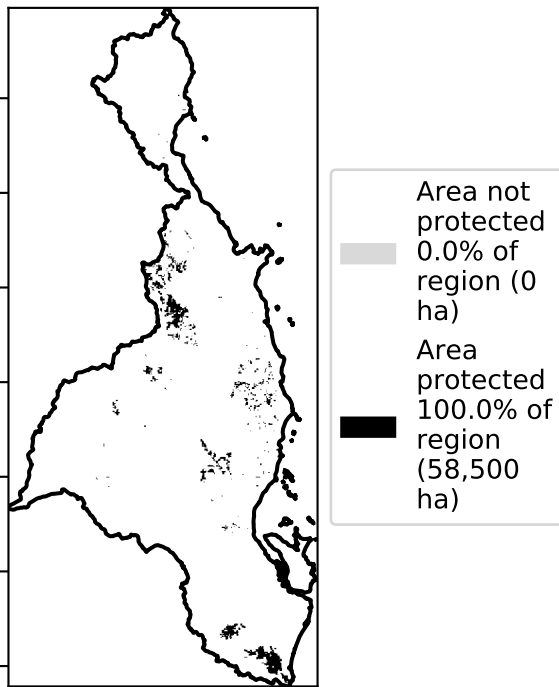 Area not
protected
0.0% of
region (0
ha)
Area
protected
100.0% of
region
(58,500
ha)